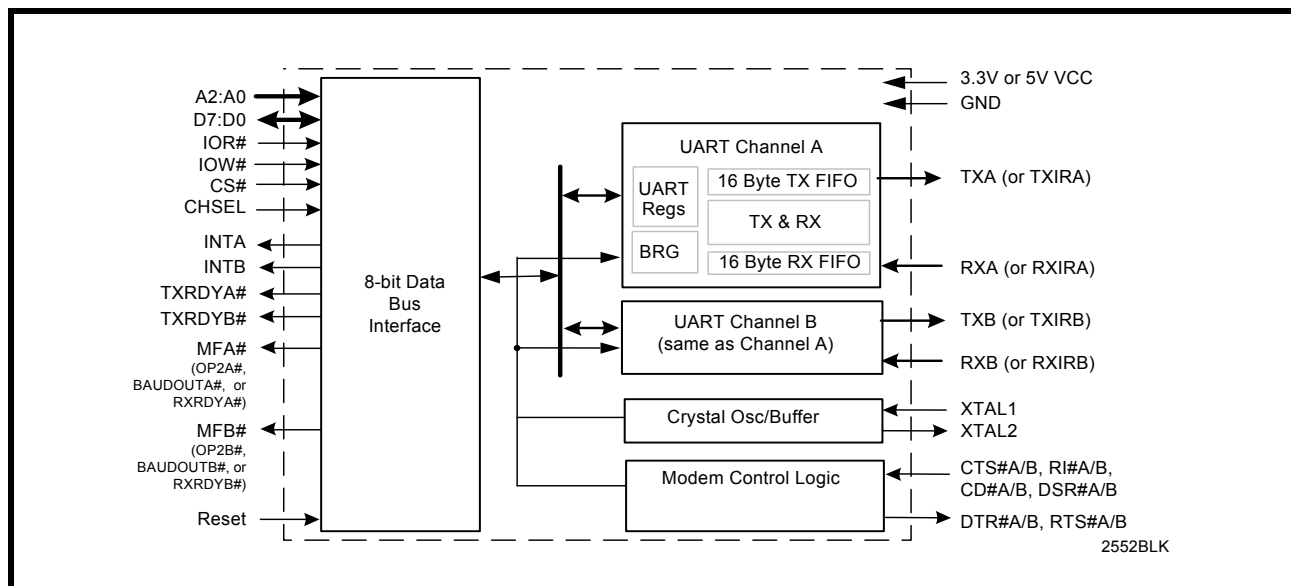 A2:A0
D7:D0
IOR#
IOW#
CS#
CHSEL
INTA
INTB
TXRDYA#
TXRDYB#
MFA#
(OP2A#,
BAUDOUTA#, or
RXRDYA#)
MFB#
(OP2B#,
BAUDOUTB#, or
RXRDYB#)
Reset
8-bit Data
Bus
Interface
UART Channel A
UART
Regs
BRG
16 Byte TX FIFO
TX & RX
16 Byte RX FIFO
UART Channel B
(same as Channel A)
Crystal Osc/Buffer
Modem Control Logic
3.3V or 5V VCC
GND
TXA (or TXIRA)
RXA (or RXIRA)
TXB (or TXIRB)
RXB (or RXIRB)
XTAL1
XTAL2
CTS#A/B, RI#A/B,
CD#A/B, DSR#A/B
DTR#A/B, RTS#A/B
2552BLK